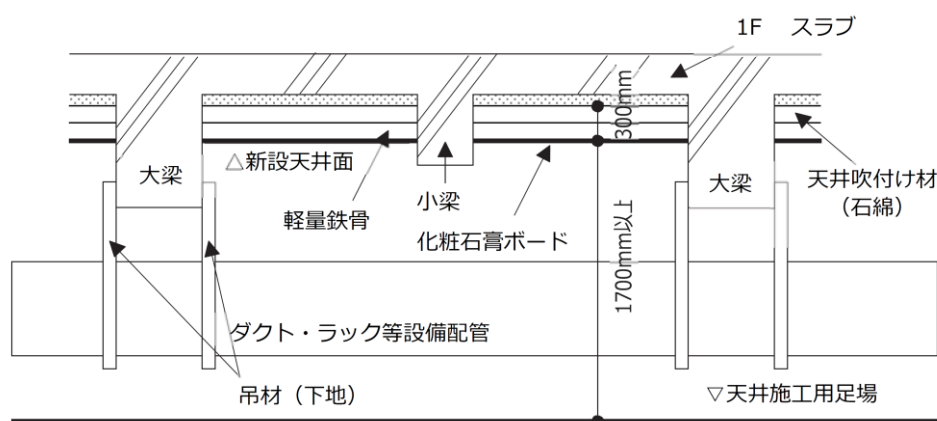 1F スラブ
300mm
大梁
△新設天井面
軽量鉄骨
小梁
化粧石膏ボード
1700mm以上
大梁
天井吹付け材
（石綿）
ダクト・ラック等設備配管
吊材（下地）
▽天井施工用足場